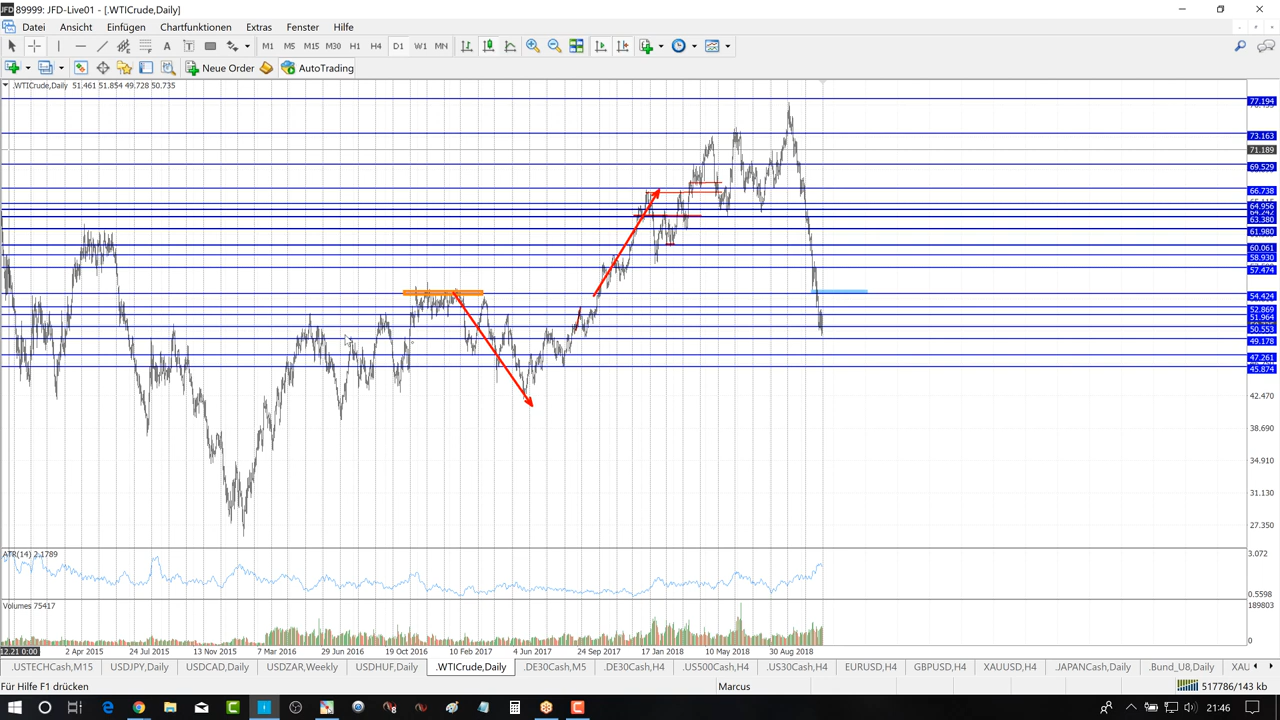 89999: JFD-Live01 - [.WTICrude,Daily]
Datei Ansicht Einfügen Chartfunktionen Extras Fenster Hilfe
M1 M5 M15 M30 H1 H4 D1 W1 MN
Neue Order AutoTrading
.WTICrude,Daily 51.461 51.854 49.728 50.735
77.194
73.163
71.189
69.529
66.738
64.956
63.380
61.980
60.061
58.930
57.474
54.424
52.869
51.964
50.553
49.178
47.261
45.874
42.470
38.690
34.910
31.130
27.350
ATR(14) 2.1789
3.072
0.5598
Volumes 75417
189803
0
12.21 0:00 2 Apr 2015 24 Jul 2015 13 Nov 2015 7 Mar 2016 29 Jun 2016 19 Oct 2016 10 Feb 2017 4 Jun 2017 24 Sep 2017 17 Jan 2018 10 May 2018 30 Aug 2018
.USTECHCash,M15 USDJPY,Daily USDCAD,Daily USDZAR,Weekly USDHUF,Daily .WTICrude,Daily .DE30Cash,M5 .DE30Cash,H4 .US500Cash,H4 .US30Cash,H4 EURUSD,H4 GBPUSD,H4 XAUUSD,H4 .JAPANCash,Daily .Bund_U8,Daily XAU
Für Hilfe F1 drücken Marcus 517786/143 kb
21:46